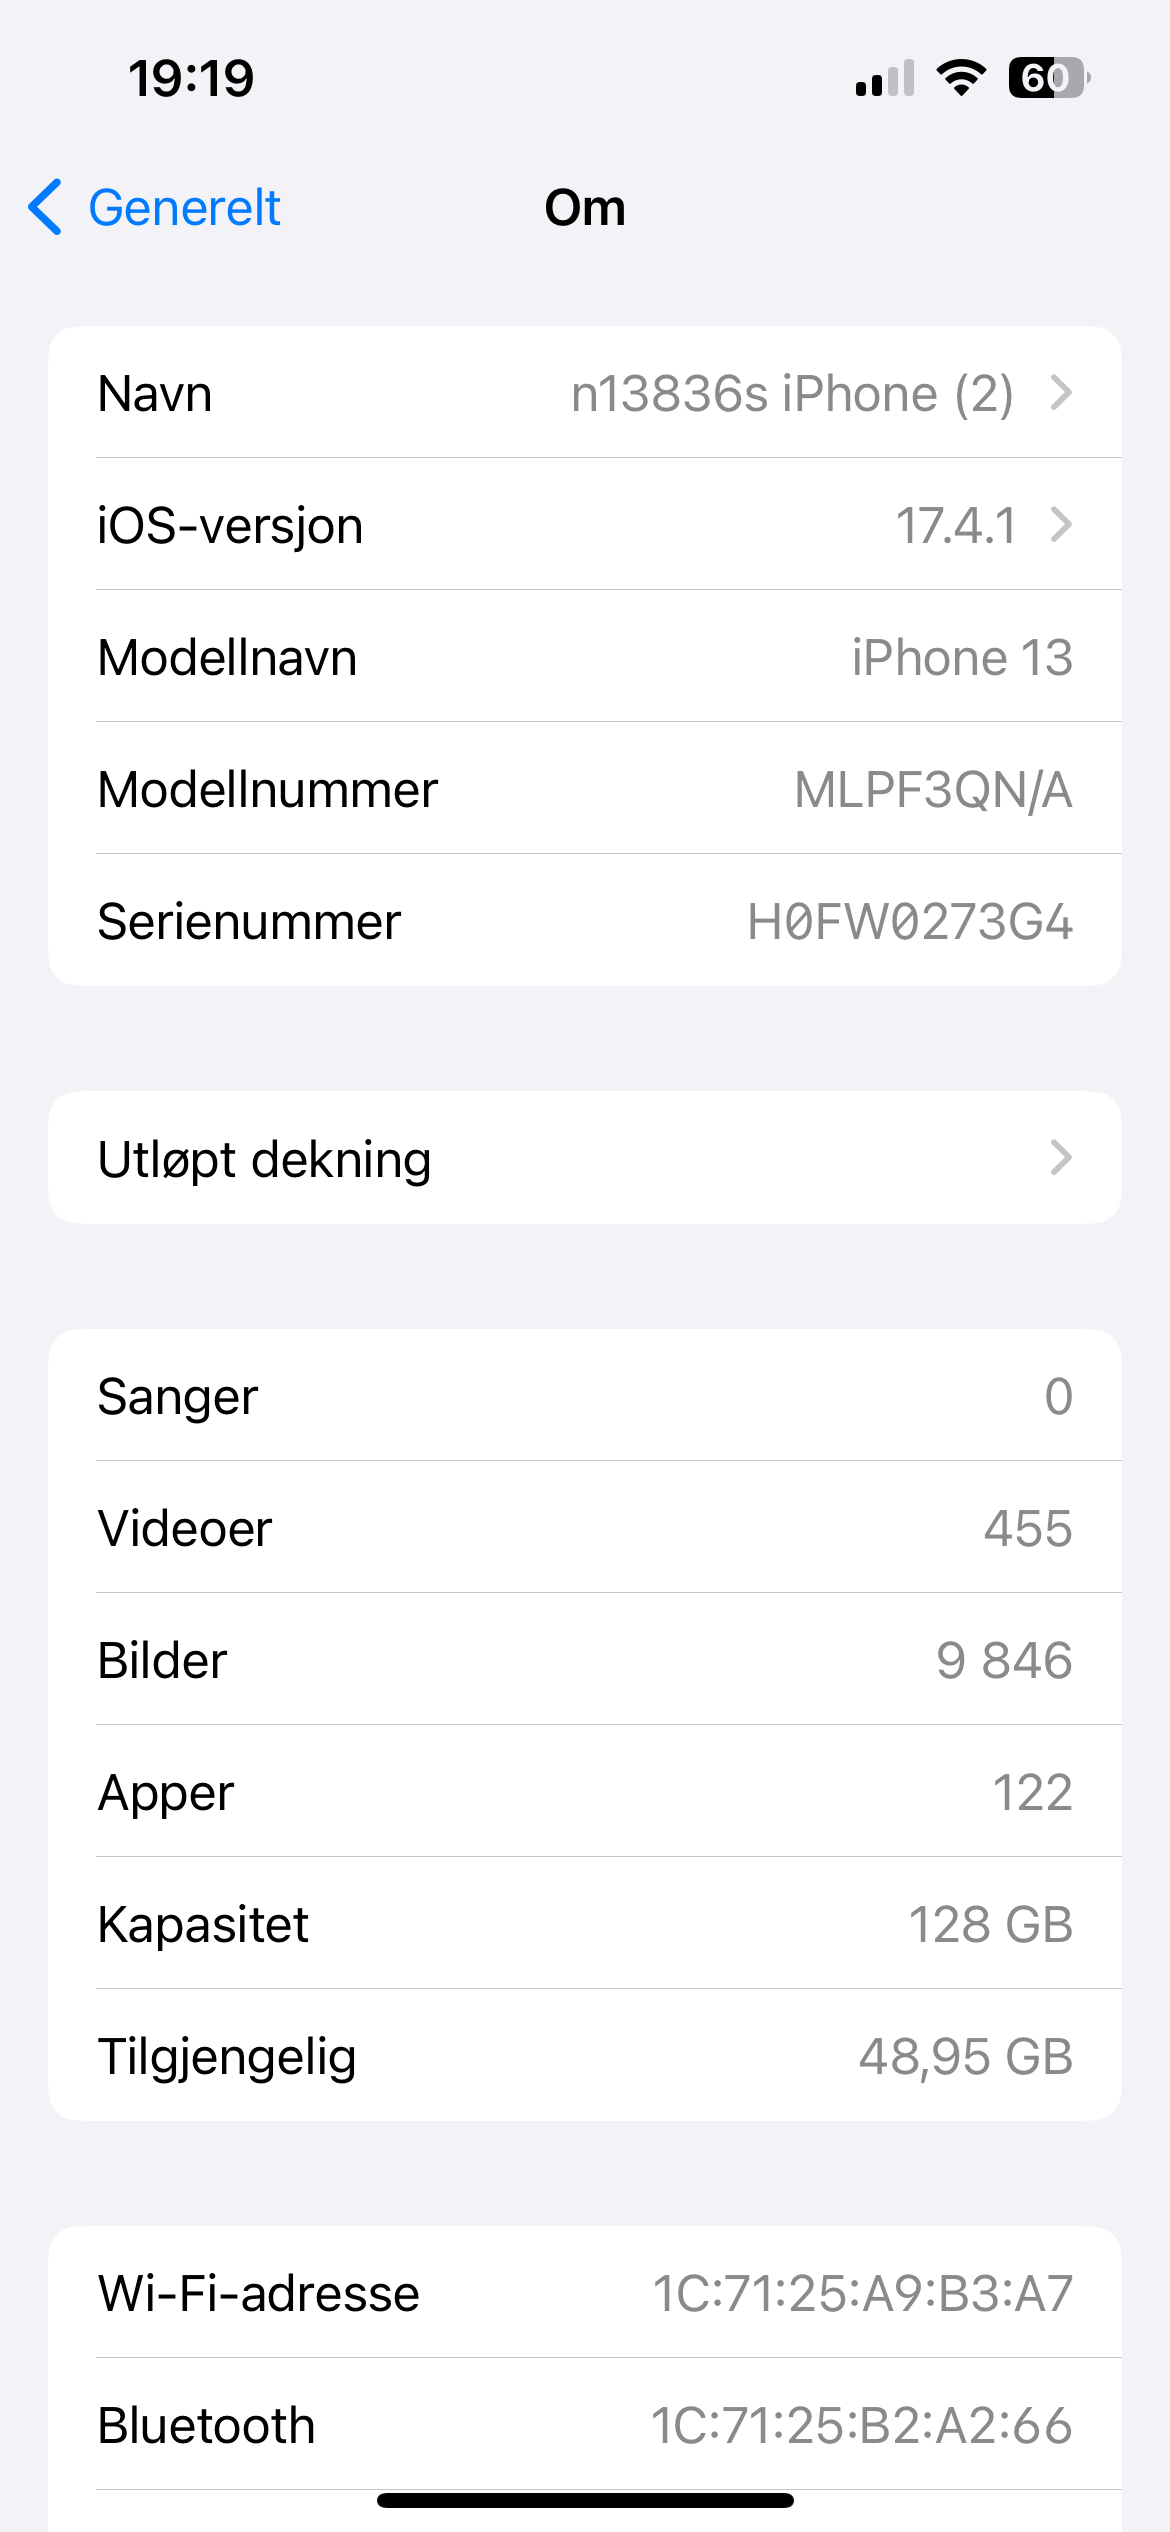 19:19
60
Generelt
Om
Navn n13836s iPhone (2)
iOS-versjon 17.4.1
Modellnavn iPhone 13
Modellnummer MLPF3QN/A
Serienummer H0FW0273G4
Utløpt dekning
Sanger 0
Videoer 455
Bilder 9 846
Apper 122
Kapasitet 128 GB
Tilgjengelig 48,95 GB
Wi-Fi-adresse 1C:71:25:A9:B3:A7
Bluetooth 1C:71:25:B2:A2:66